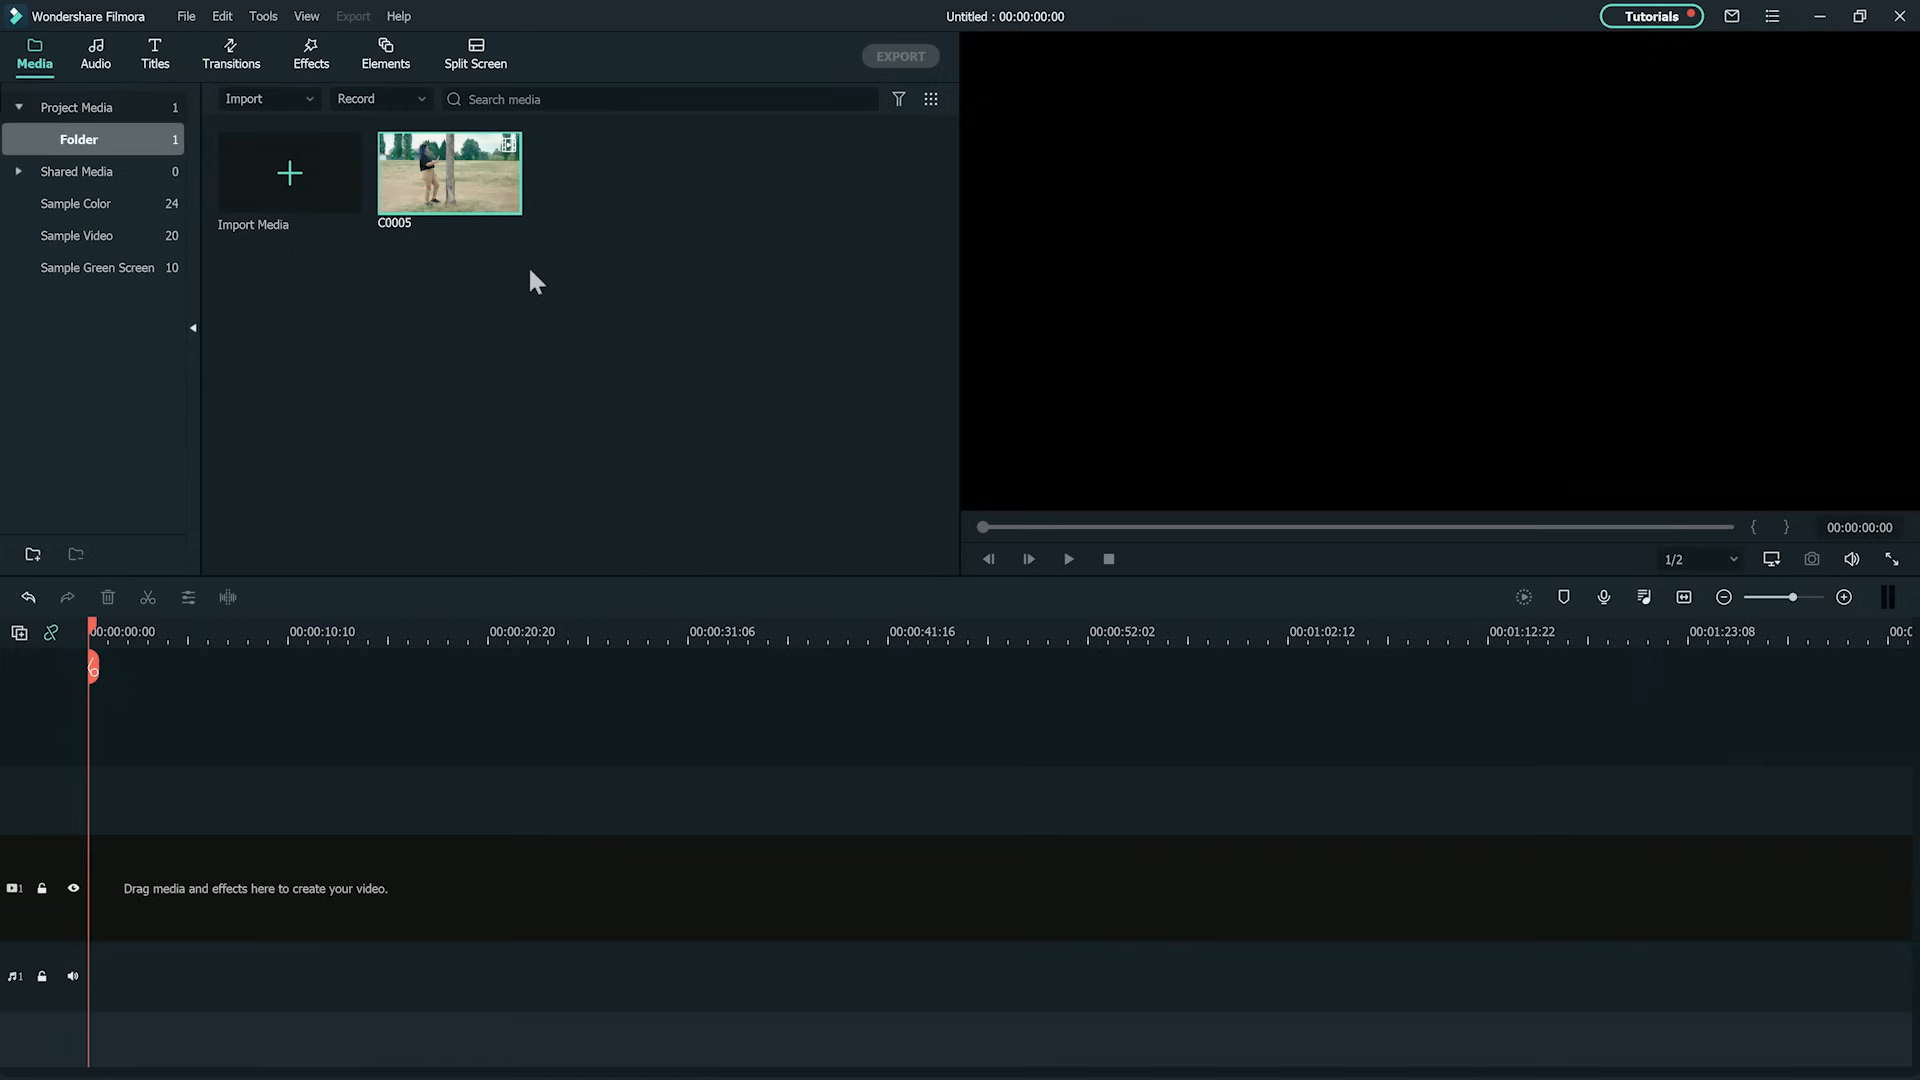 Wondershare Filmora File Edit Tools View Export Help Untitled : 00:00:00:00 Tutorials
Media Audio Titles Transitions Effects Elements Split Screen EXPORT
Project Media 1
Folder 1
Shared Media 0
Sample Color 24
Sample Video 20
Sample Green Screen 10
Import Record Search media
Import Media
C0005
{ } 00:00:00:00
1/2
00:00:00:00 00:00:10:10 00:00:20:20 00:00:31:06 00:00:41:16 00:00:52:02 00:01:02:12 00:01:12:22 00:01:23:08
1 Drag media and effects here to create your video.
1